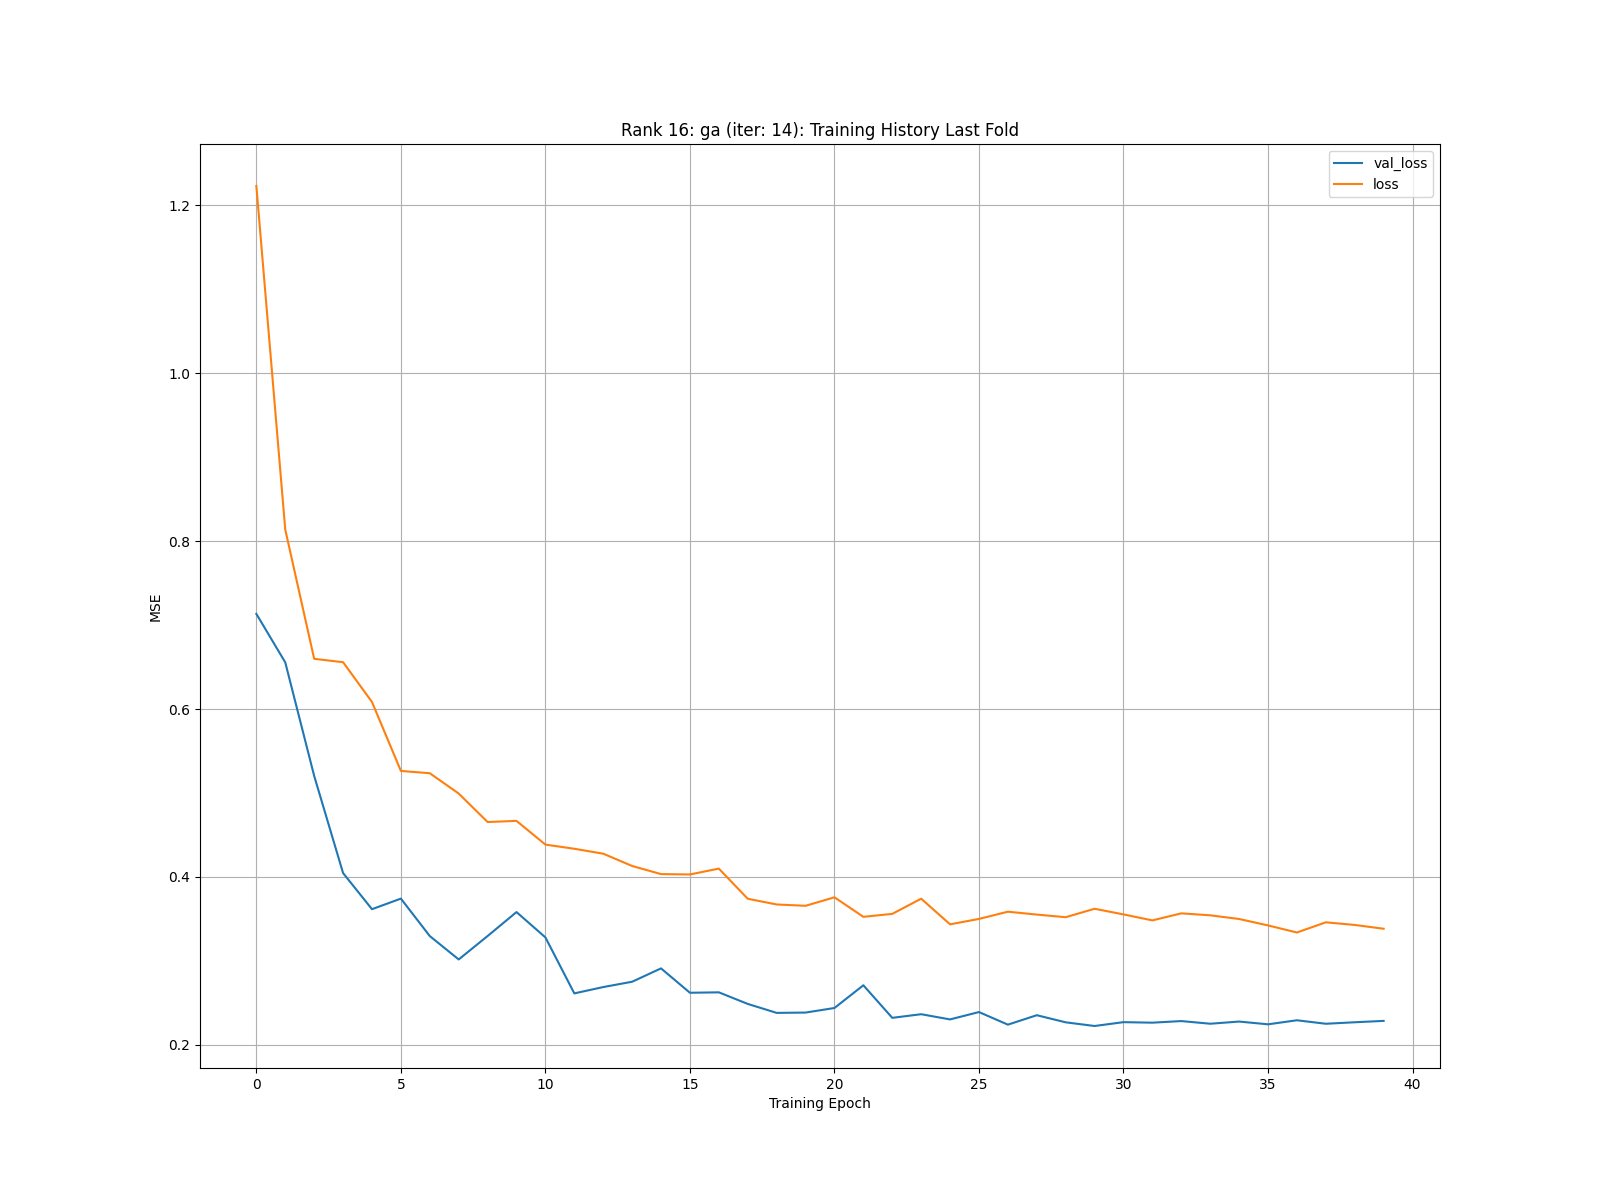 Rank 16: ga (iter: 14): Training History Last Fold
val_loss
loss
1.2
1.0
0.8
0.6
0.4
0.2
MSE
0 5 10 15 20 25 30 35 40
Training Epoch